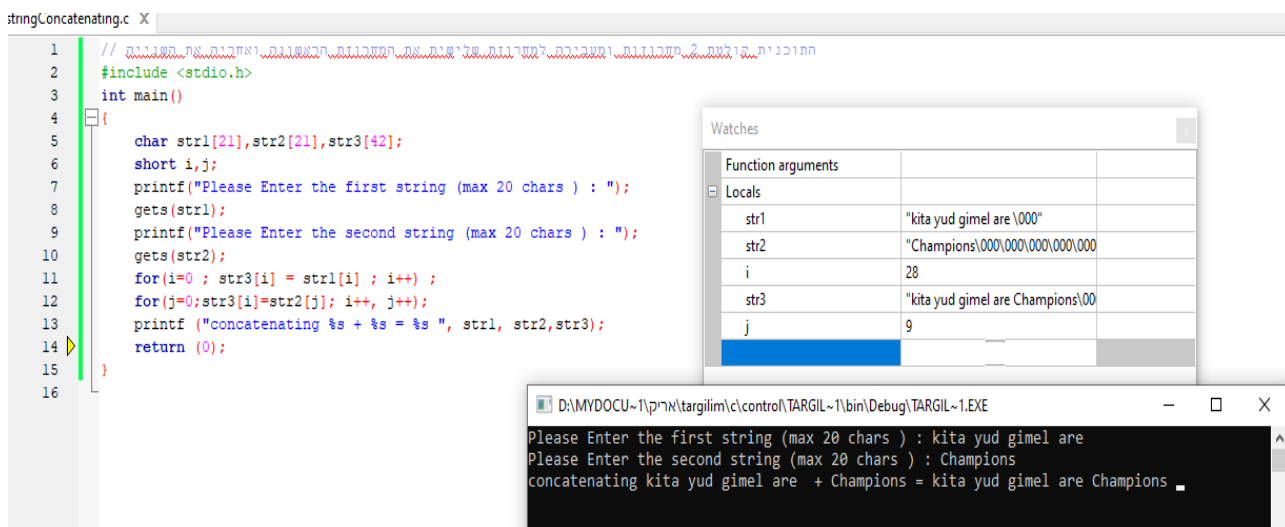 stringConcatenating.c X
1 // התוכנית קולטת 2 מחרוזות ומעבירה למחרוזת שלישית את המחרוזת הראשונה ואחריה את השנייה
2 #include <stdio.h>
3 int main()
4 {
5 char str1[21],str2[21],str3[42];
6 short i,j;
7 printf("Please Enter the first string (max 20 chars ) : ");
8 gets(str1);
9 printf("Please Enter the second string (max 20 chars ) : ");
10 gets(str2);
11 for(i=0 ; str3[i] = str1[i] ; i++) ;
12 for(j=0;str3[i]=str2[j]; i++, j++);
13 printf ("concatenating %s + %s = %s ", str1, str2,str3);
14 return (0);
15 }
16
Watches
Function arguments
Locals
str1 "kita yud gimel are \000"
str2 "Champions\000\000\000\000\000
i 28
str3 "kita yud gimel are Champions\00
j 9
D:\MYDOCU~1\אריק\targilim\c\control\TARGIL~1\bin\Debug\TARGIL~1.EXE
Please Enter the first string (max 20 chars ) : kita yud gimel are
Please Enter the second string (max 20 chars ) : Champions
concatenating kita yud gimel are  + Champions = kita yud gimel are Champions